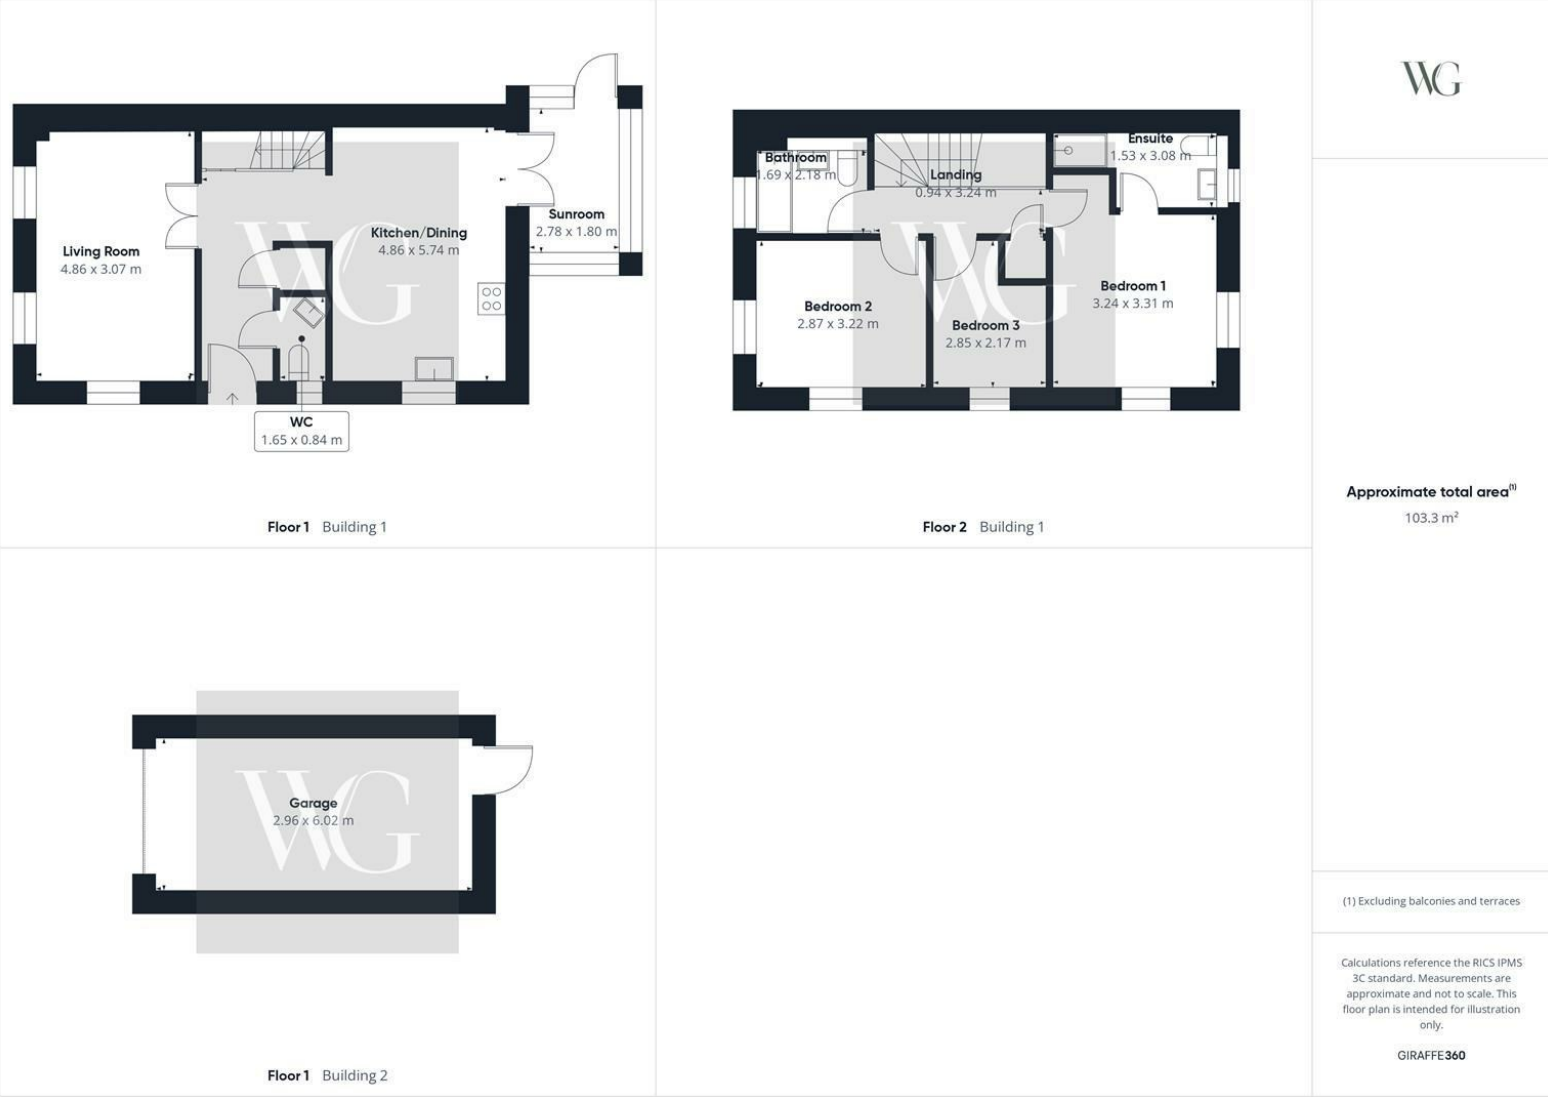 Living Room
4.86 x 3.07 m
Kitchen/Dining
4.86 x 5.74 m
Sunroom
2.78 x 1.80 m
WC
1.65 x 0.84 m
WG
Floor 1 Building 1
Bathroom
1.69 x 2.18 m
Landing
0.94 x 3.24 m
Ensuite
1.53 x 3.08 m
Bedroom 2
2.87 x 3.22 m
Bedroom 3
2.85 x 2.17 m
Bedroom 1
3.24 x 3.31 m
WG
Floor 2 Building 1
Garage
2.96 x 6.02 m
WG
Floor 1 Building 2
WG
Approximate total area(1)
103.3 m²
(1) Excluding balconies and terraces
Calculations reference the RICS IPMS
3C standard. Measurements are
approximate and not to scale. This
floor plan is intended for illustration
only.
GIRAFFE360